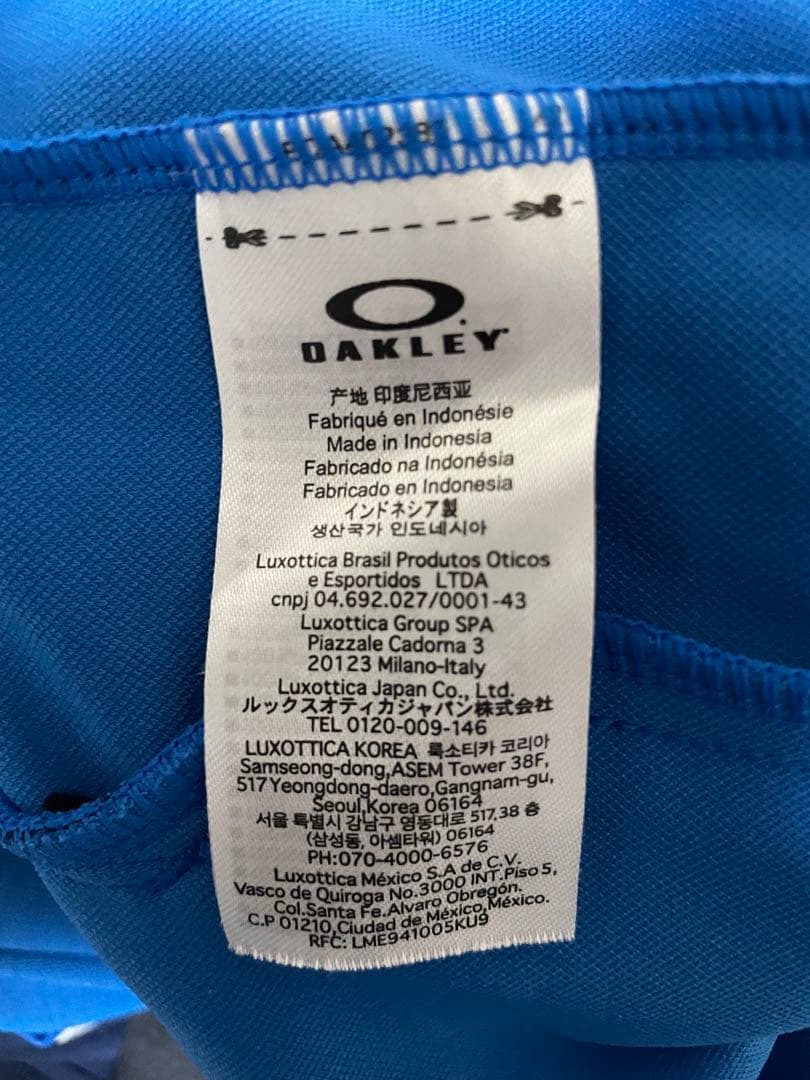 OAKLEY
产地 印度尼西亚
Fabriqué en Indonésie
Made in Indonesia
Fabricado na Indonésia
Fabricado en Indonesia
インドネシア製
생산국가 인도네시아
Luxottica Brasil Produtos Oticos
e Esportidos LTDA
cnpj 04.692.027/0001-43
Luxottica Group SPA
Piazzale Cadorna 3
20123 Milano-Italy
Luxottica Japan Co., Ltd.
ルックスオティカジャパン株式会社
TEL 0120-009-146
LUXOTTICA KOREA 룩소티카 코리아
Samseong-dong,ASEM Tower 38F,
517Yeongdong-daero,Gangnam-gu,
Seoul,Korea 06164
서울 특별시 강남구 영동대로 517,38 층
(삼성동, 아셈타워) 06164
PH:070-4000-6576
Luxottica México S.A de C.V.
Vasco de Quiroga No.3000 INT.Piso 5,
Col.Santa Fe.Alvaro Obregón.
C.P 01210,Ciudad de México,México.
RFC: LME941005KU9